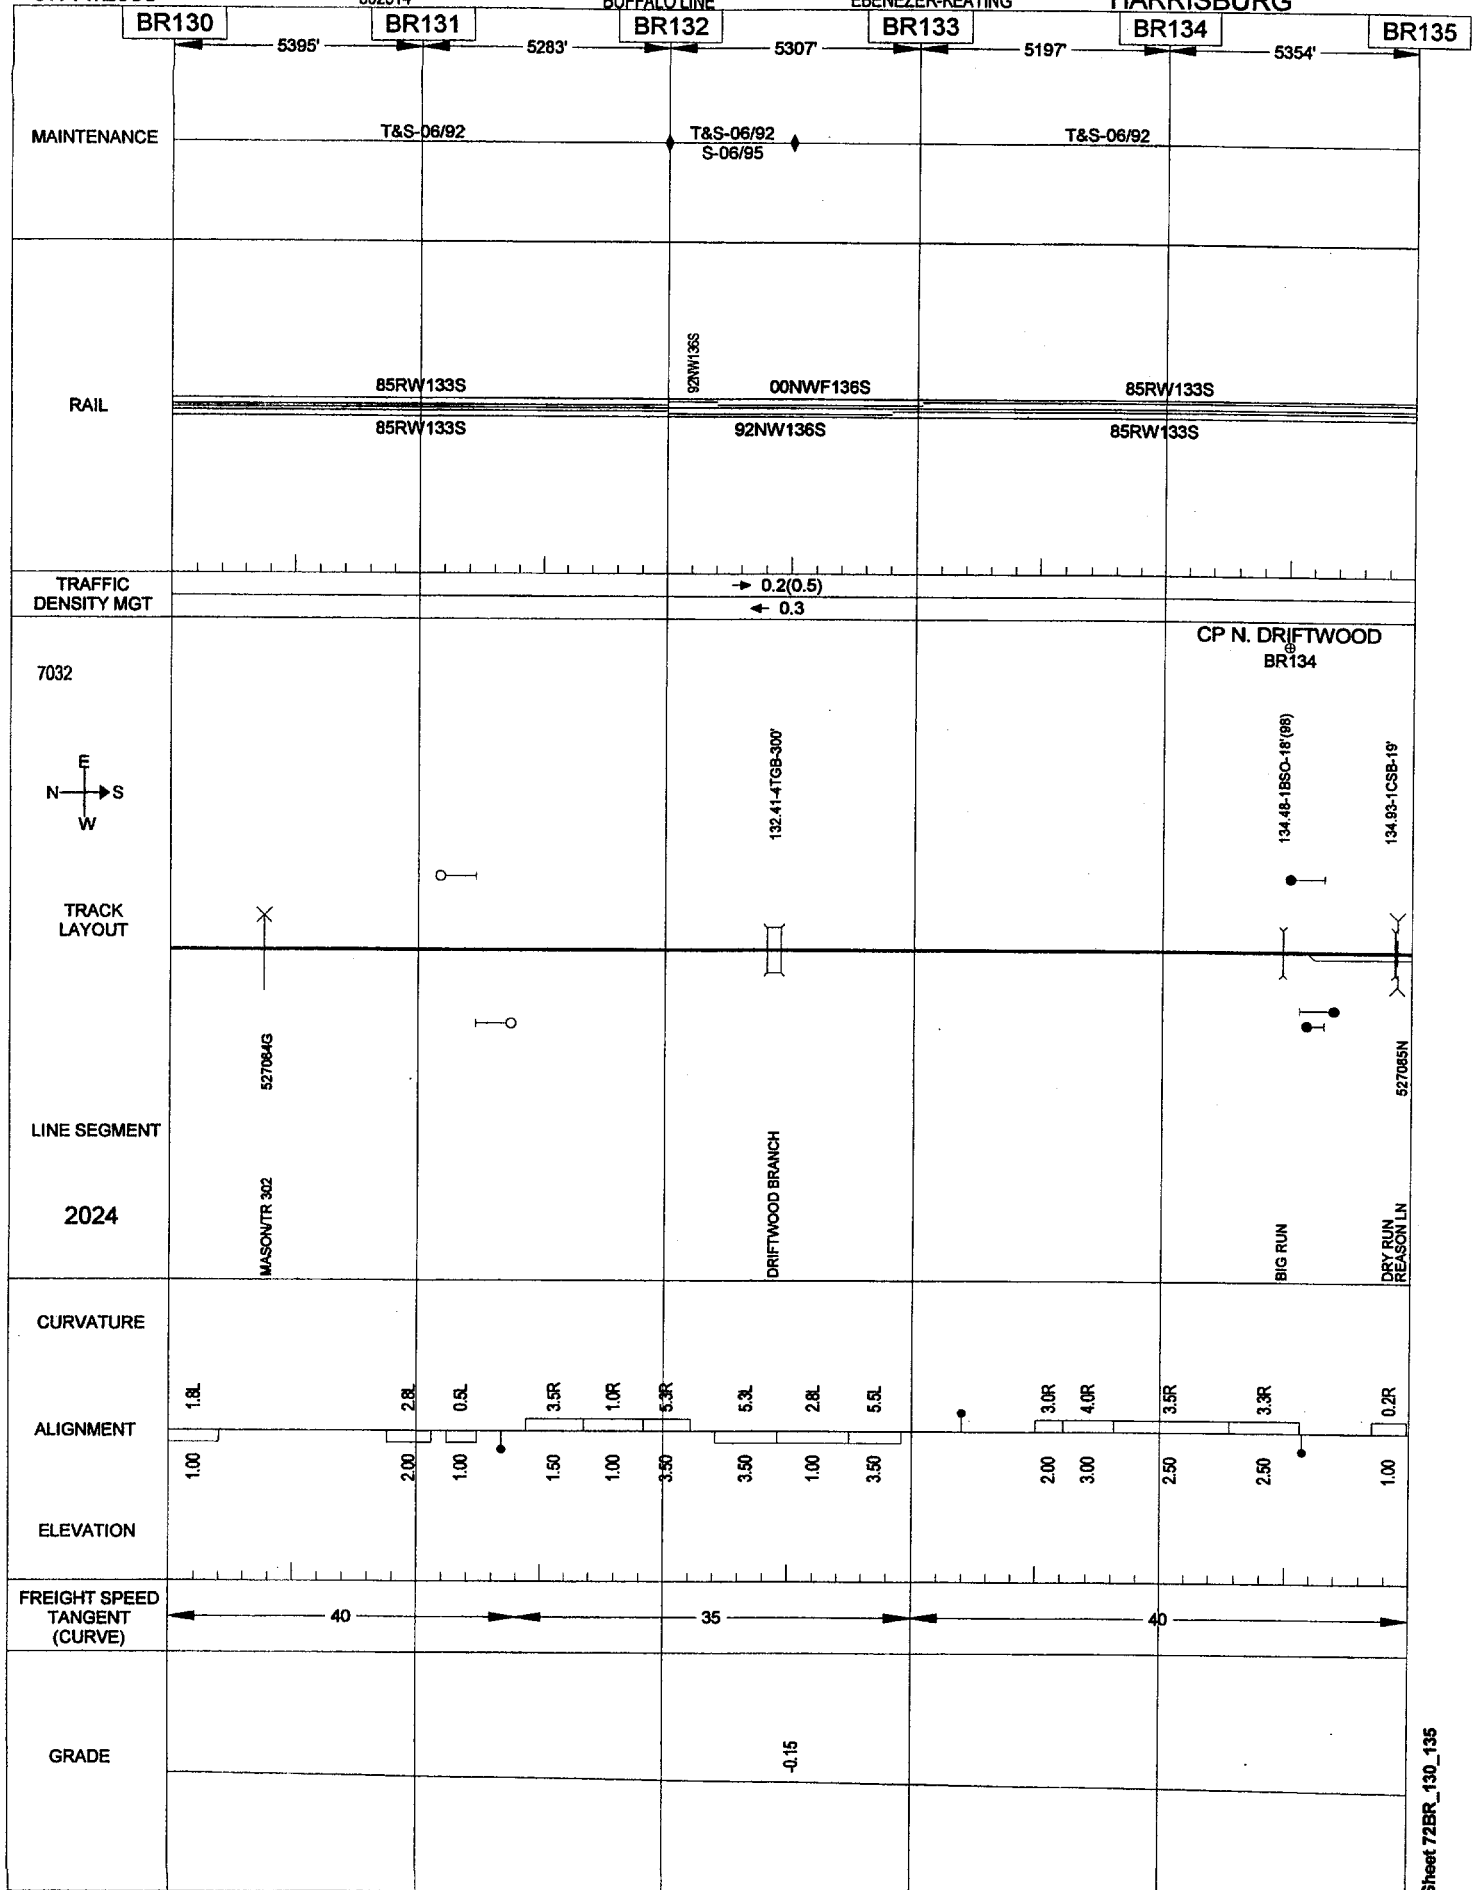 BUFFALO LINE
EBENEZER-KEATING
HARRISBURG
BR130
BR131
BR132
BR133
BR134
BR135
5395'
5283'
5307'
5197'
5354'
MAINTENANCE
T&S-06/92
T&S-06/92
S-06/95
T&S-06/92
RAIL
85RW133S
92NW136S
00NWF136S
85RW133S
85RW133S
92NW136S
85RW133S
TRAFFIC
DENSITY MGT
→ 0.2(0.5)
← 0.3
7032
CP N. DRIFTWOOD
BR134
E
N S
W
132.41-4TGB-300'
134.48-1BSO-18'(98)
134.93-1CSB-19'
TRACK
LAYOUT
527084G
527085N
LINE SEGMENT
2024
MASON/TR 302
DRIFTWOOD BRANCH
BIG RUN
DRY RUN
REASON LN
CURVATURE
ALIGNMENT
1.8L
2.8L
0.5L
3.5R
1.0R
5.3R
5.3L
2.8L
5.5L
3.0R
4.0R
3.5R
3.3R
0.2R
1.00
2.00
1.00
1.50
1.00
3.50
3.50
1.00
3.50
2.00
3.00
2.50
2.50
1.00
ELEVATION
FREIGHT SPEED
TANGENT
(CURVE)
40
35
40
GRADE
-0.15
Sheet 72BR_130_135